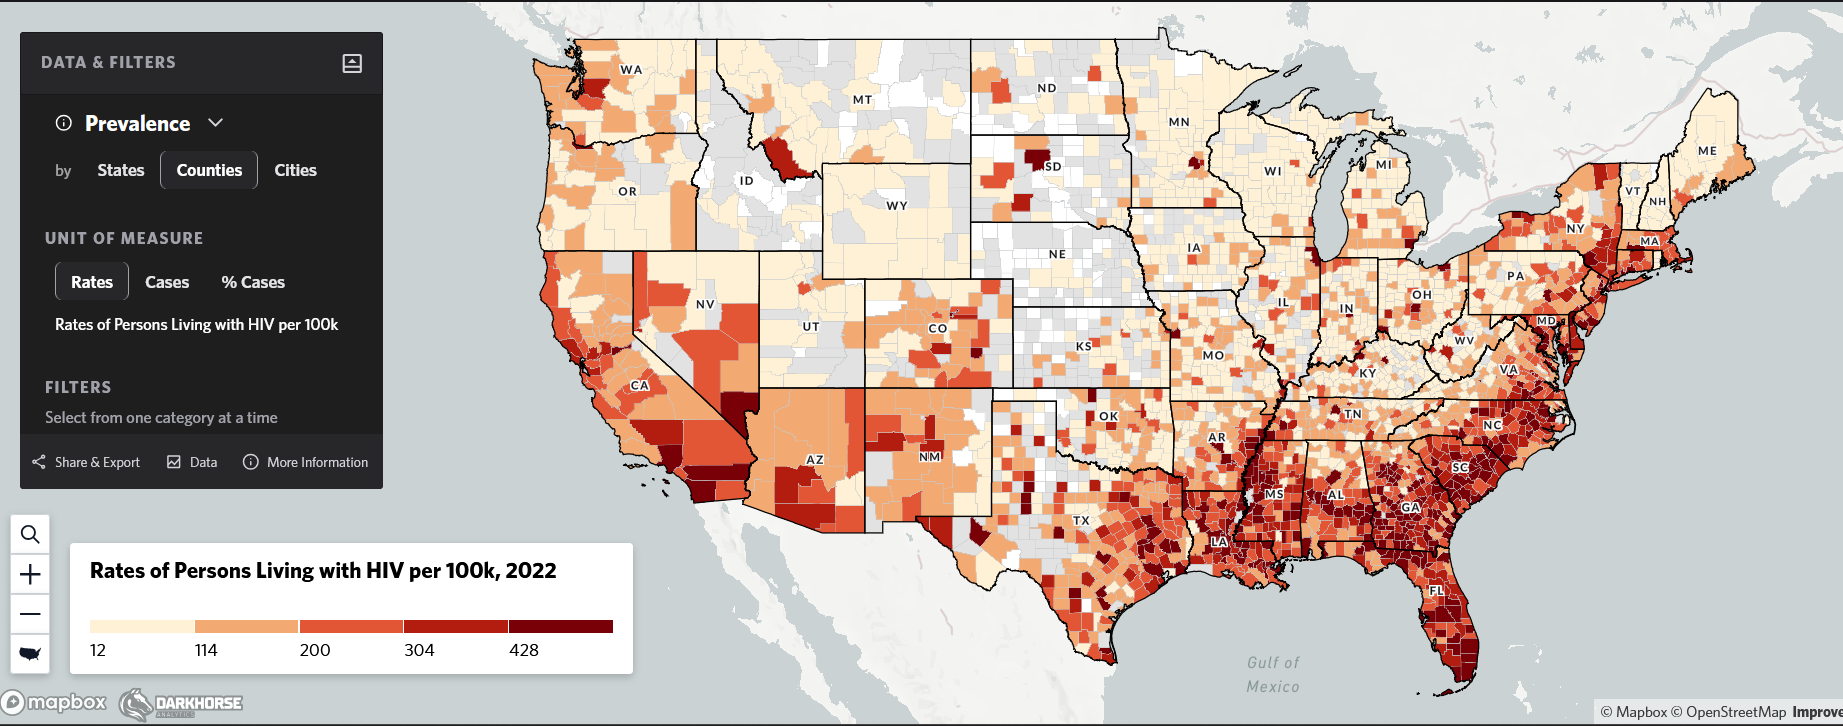 DATA & FILTERS
Prevalence
by States Counties Cities
UNIT OF MEASURE
Rates Cases % Cases
Rates of Persons Living with HIV per 100k
FILTERS
Select from one category at a time
Share & Export Data More Information
Rates of Persons Living with HIV per 100k, 2022
12 114 200 304 428
mapbox
DARKHORSE
ANALYTICS
WA
MT
ND
MN
OR
ID
SD
WI
MI
ME
VT
NH
WY
NY
MA
NE
IA
PA
NV
UT
CO
IL
IN
OH
MD
KS
MO
WV
KY
VA
CA
AZ
NM
OK
AR
TN
NC
SC
TX
LA
MS
AL
GA
FL
Gulf of
Mexico
© Mapbox © OpenStreetMap Improve